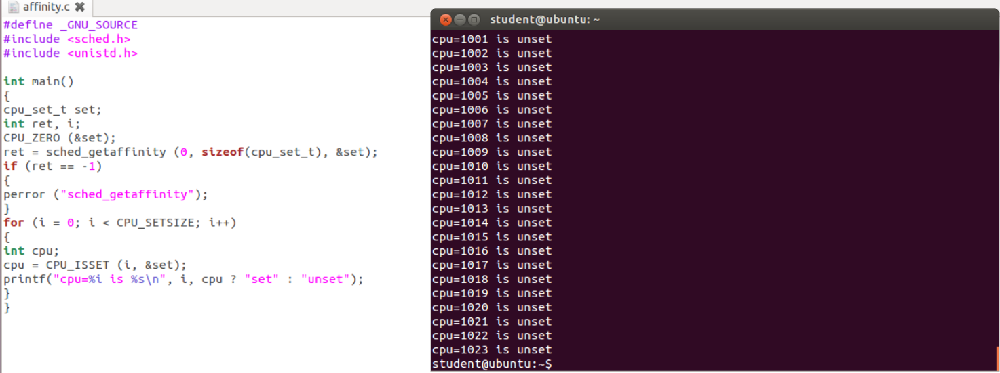 affinity.c
#define _GNU_SOURCE
#include <sched.h>
#include <unistd.h>
int main()
{
cpu_set_t set;
int ret, i;
CPU_ZERO (&set);
ret = sched_getaffinity (0, sizeof(cpu_set_t), &set);
if (ret == -1)
{
perror ("sched_getaffinity");
}
for (i = 0; i < CPU_SETSIZE; i++)
{
int cpu;
cpu = CPU_ISSET (i, &set);
printf("cpu=%i is %s\n", i, cpu ? "set" : "unset");
}
}
student@ubuntu: ~
cpu=1001 is unset
cpu=1002 is unset
cpu=1003 is unset
cpu=1004 is unset
cpu=1005 is unset
cpu=1006 is unset
cpu=1007 is unset
cpu=1008 is unset
cpu=1009 is unset
cpu=1010 is unset
cpu=1011 is unset
cpu=1012 is unset
cpu=1013 is unset
cpu=1014 is unset
cpu=1015 is unset
cpu=1016 is unset
cpu=1017 is unset
cpu=1018 is unset
cpu=1019 is unset
cpu=1020 is unset
cpu=1021 is unset
cpu=1022 is unset
cpu=1023 is unset
student@ubuntu:~$